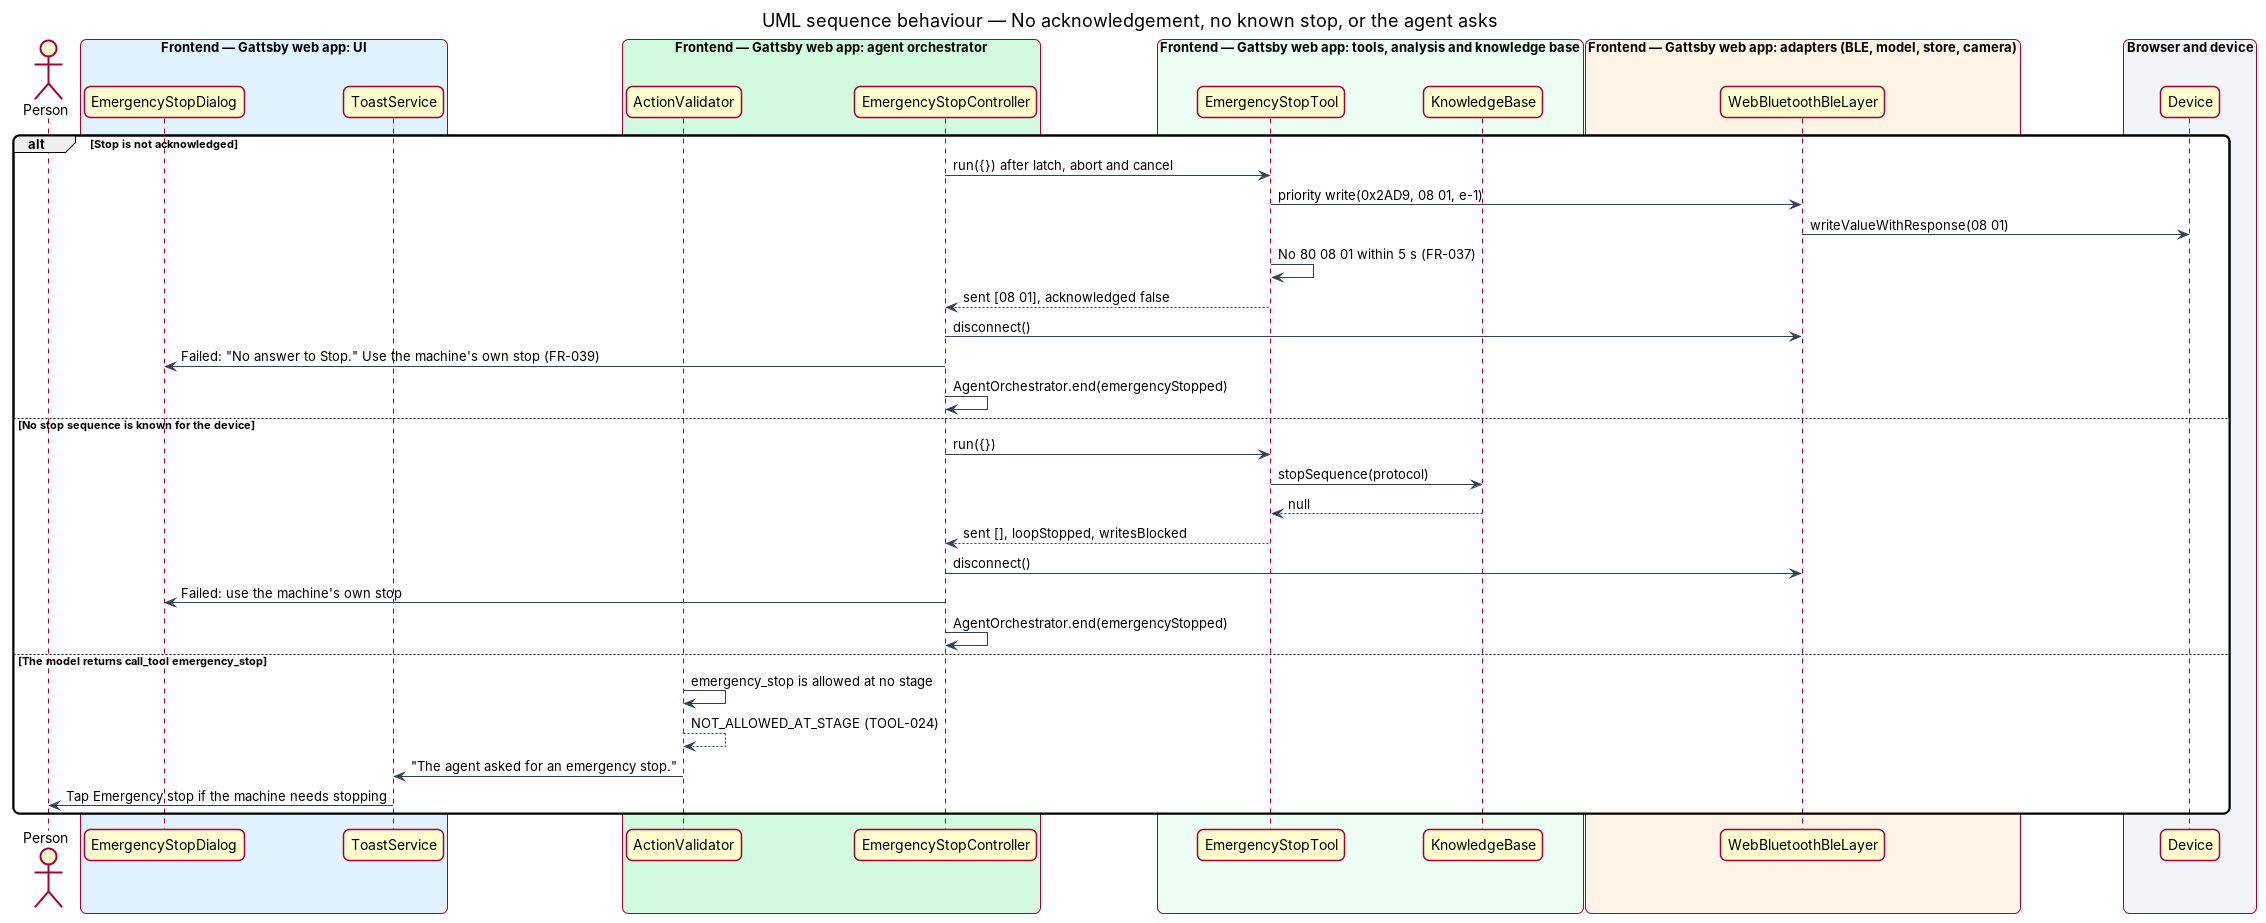 UML sequence behaviour — No acknowledgement, no known stop, or the agent asks
Frontend — Gattsby web app: UI
Frontend — Gattsby web app: agent orchestrator
Frontend — Gattsby web app: tools, analysis and knowledge base
Frontend — Gattsby web app: adapters (BLE, model, store, camera)
Browser and device
Person
EmergencyStopDialog
ToastService
ActionValidator
EmergencyStopController
EmergencyStopTool
KnowledgeBase
WebBluetoothBleLayer
Device
alt
[Stop is not acknowledged]
run({}) after latch, abort and cancel
priority write(0x2AD9, 08 01, e-1)
writeValueWithResponse(08 01)
No 80 08 01 within 5 s (FR-037)
sent [08 01], acknowledged false
disconnect()
Failed: "No answer to Stop." Use the machine's own stop (FR-039)
AgentOrchestrator.end(emergencyStopped)
[No stop sequence is known for the device]
run({})
stopSequence(protocol)
null
sent [], loopStopped, writesBlocked
disconnect()
Failed: use the machine's own stop
AgentOrchestrator.end(emergencyStopped)
[The model returns call_tool emergency_stop]
emergency_stop is allowed at no stage
NOT_ALLOWED_AT_STAGE (TOOL-024)
"The agent asked for an emergency stop."
Tap Emergency stop if the machine needs stopping
Person
EmergencyStopDialog
ToastService
ActionValidator
EmergencyStopController
EmergencyStopTool
KnowledgeBase
WebBluetoothBleLayer
Device